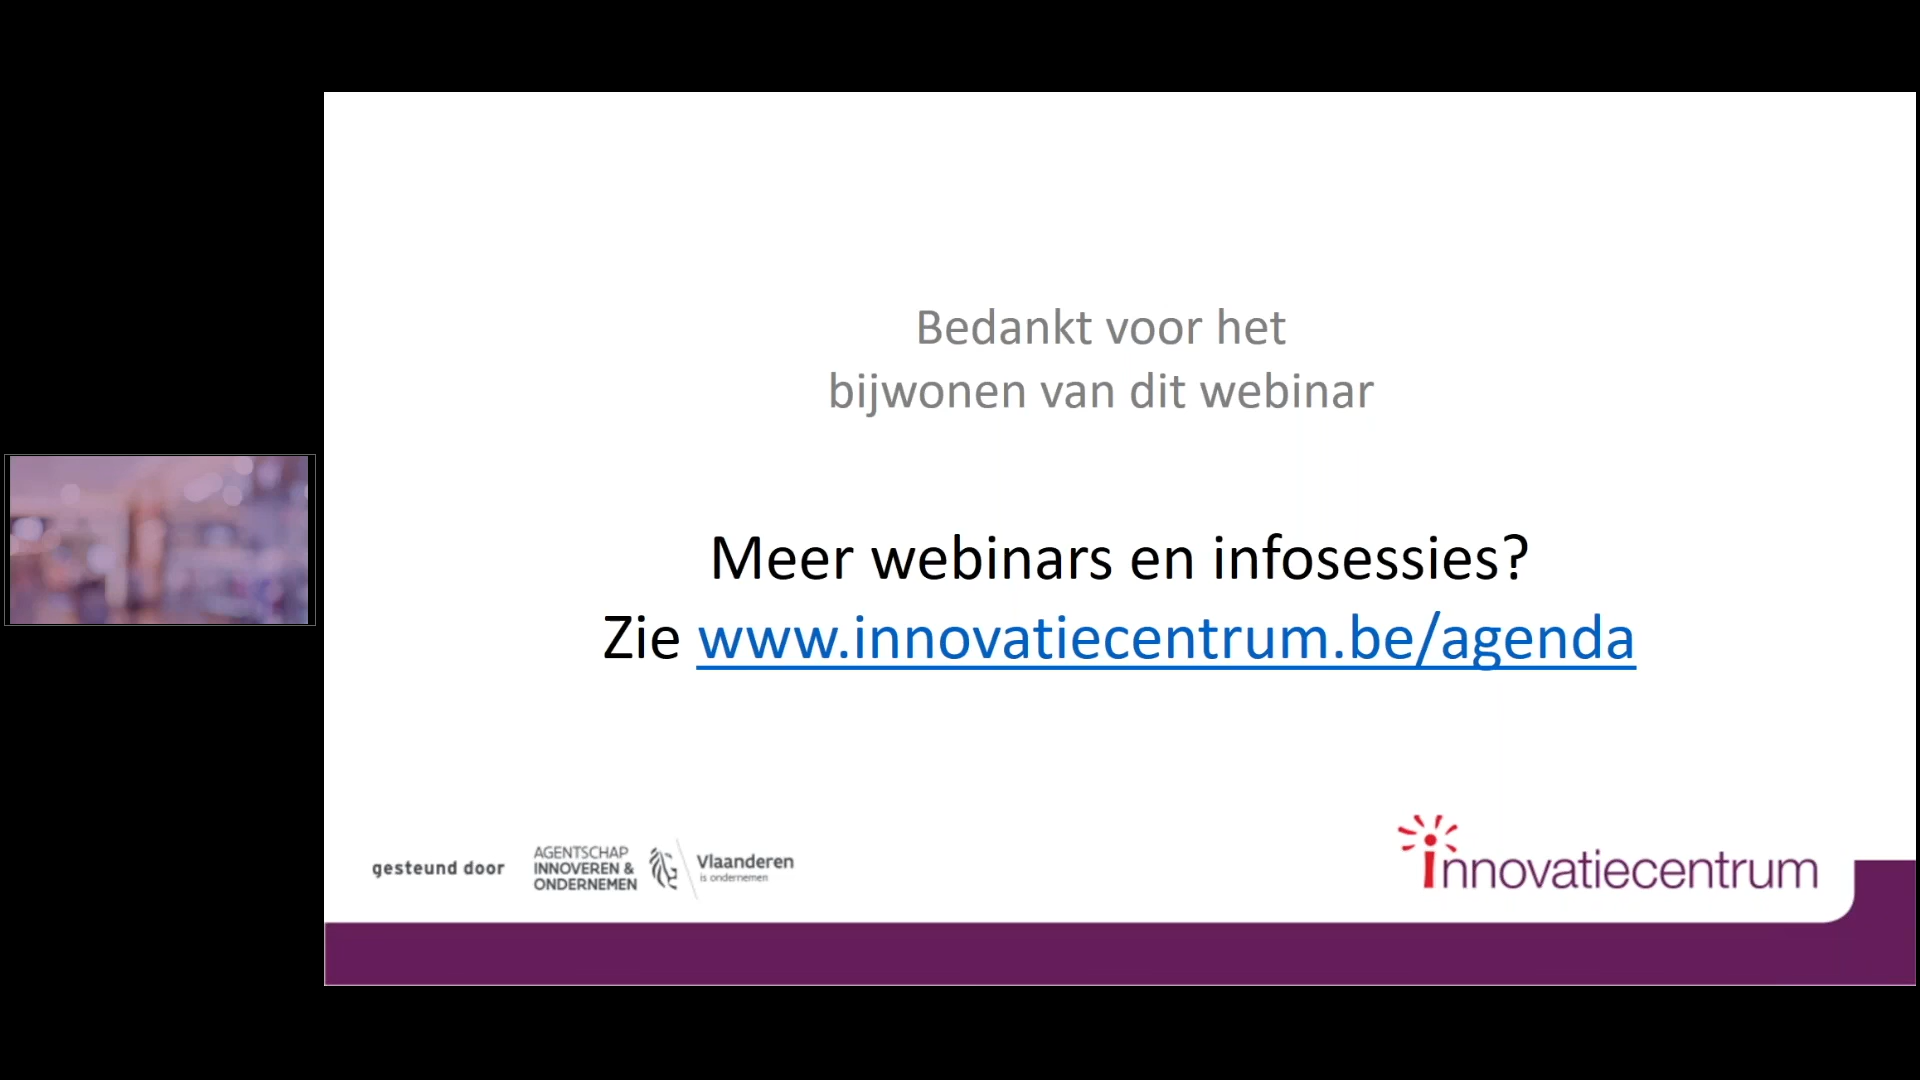 Bedankt voor het
bijwonen van dit webinar
Meer webinars en infosessies?
Zie www.innovatiecentrum.be/agenda
gesteund door
AGENTSCHAP
INNOVEREN &
ONDERNEMEN
Vlaanderen
is ondernemen
innovatiecentrum